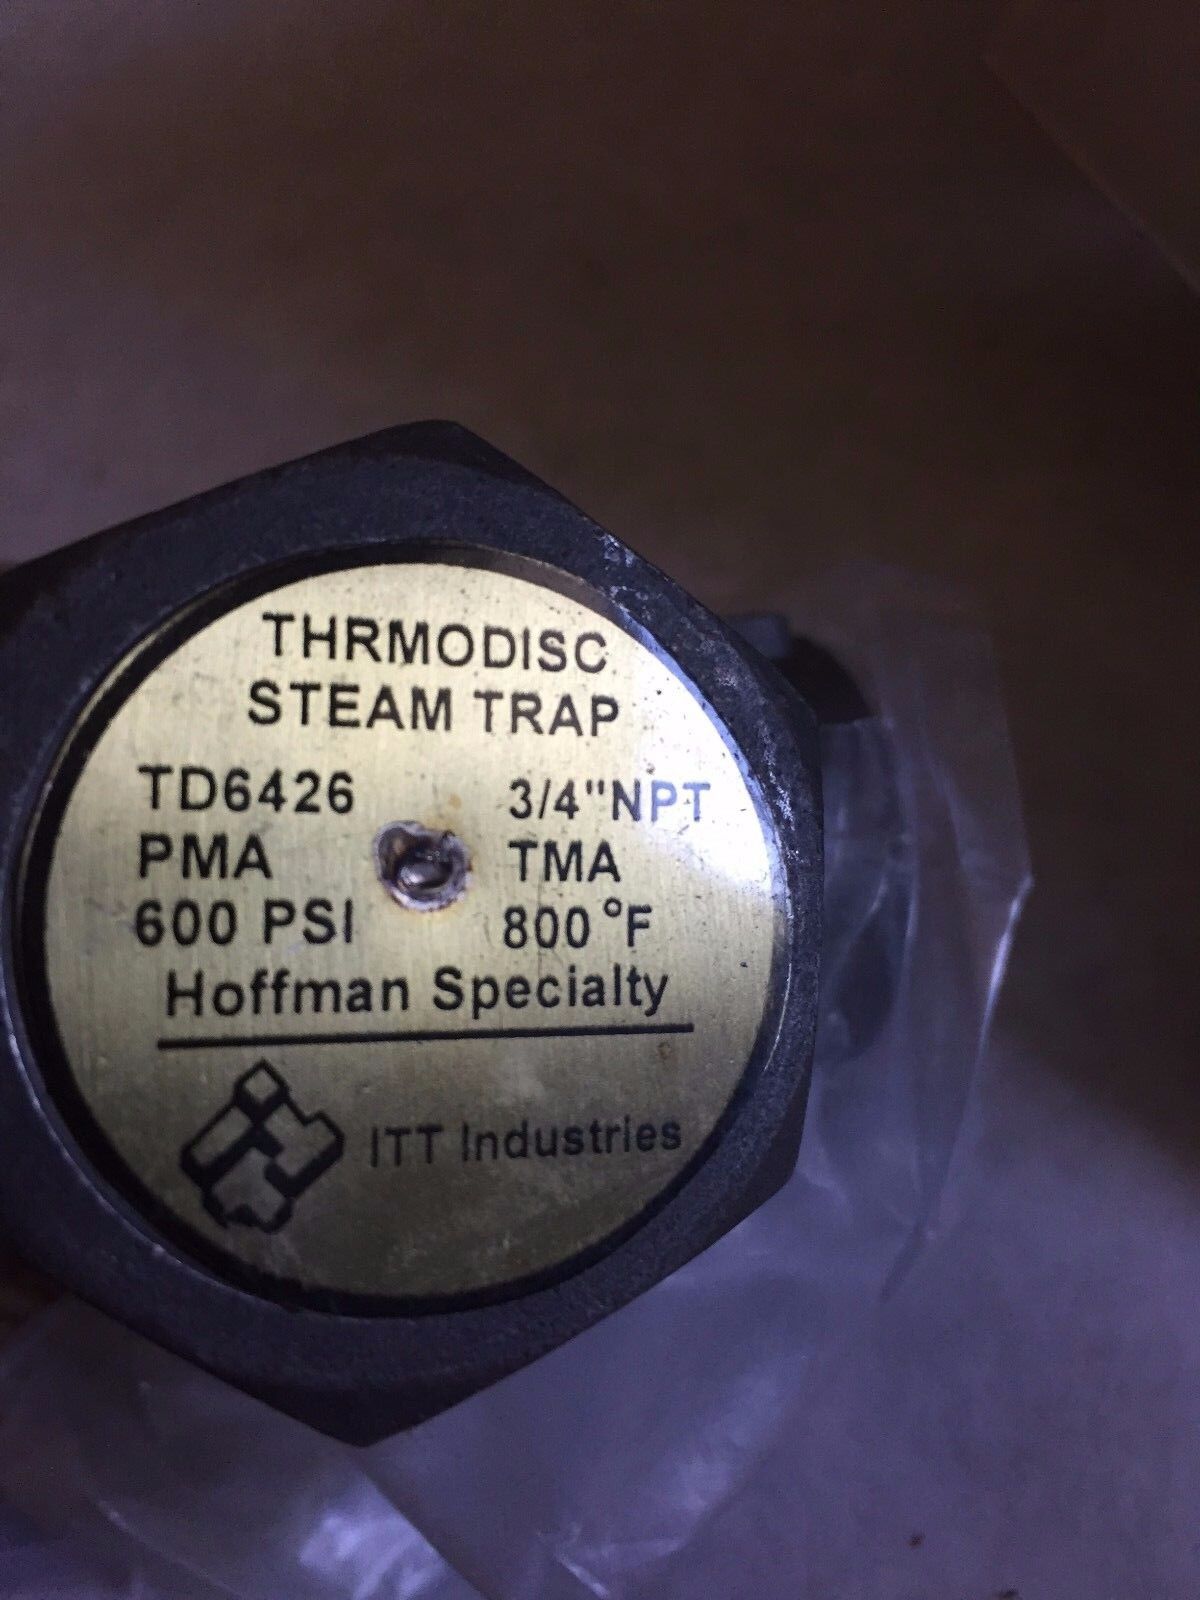 THRMODISC
STEAM TRAP
TD6426 3/4"NPT
PMA TMA
600 PSI 800 °F
Hoffman Specialty
ITT Industries